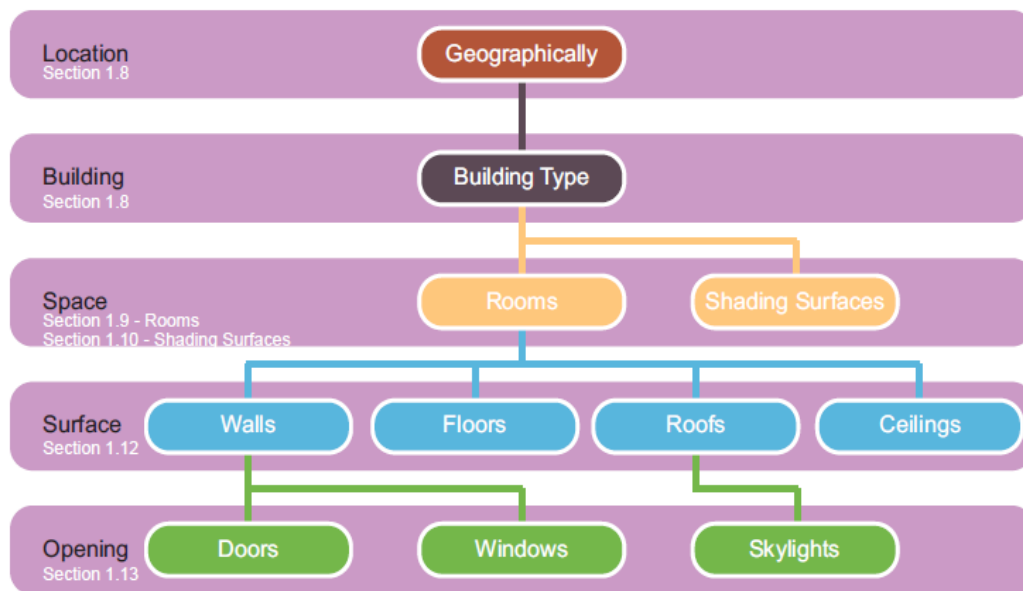 Location
Section 1.8
Geographically
Building
Section 1.8
Building Type
Space
Section 1.9 - Rooms
Section 1.10 - Shading Surfaces
Rooms
Shading Surfaces
Surface
Section 1.12
Walls
Floors
Roofs
Ceilings
Opening
Section 1.13
Doors
Windows
Skylights